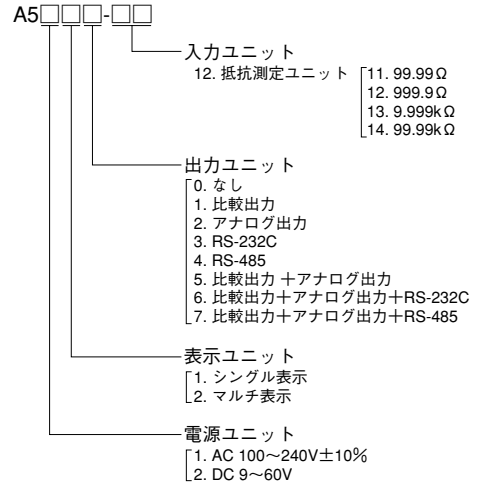 A5□□□-□□
入力ユニット
12. 抵抗測定ユニット
11. 99.99Ω
12. 999.9Ω
13. 9.999kΩ
14. 99.99kΩ
出力ユニット
0. なし
1. 比較出力
2. アナログ出力
3. RS-232C
4. RS-485
5. 比較出力＋アナログ出力
6. 比較出力＋アナログ出力＋RS-232C
7. 比較出力＋アナログ出力＋RS-485
表示ユニット
1. シングル表示
2. マルチ表示
電源ユニット
1. AC 100～240V±10%
2. DC 9～60V